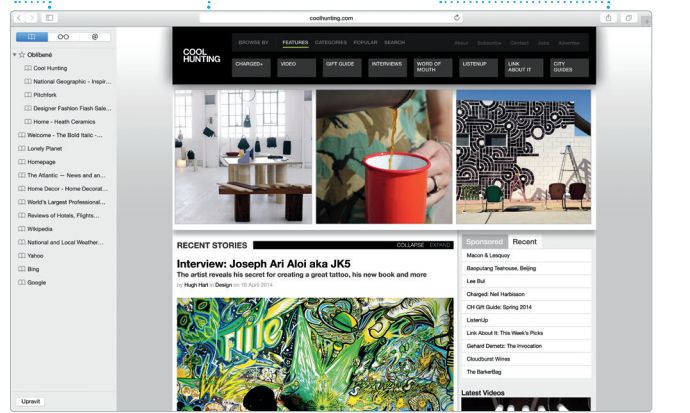 coolhunting.com
Oblíbené
Cool Hunting
National Geographic - Inspir...
Pitchfork
Designer Fashion Flash Sale...
Home - Heath Ceramics
Welcome - The Bold Italic -...
Lonely Planet
Homepage
The Atlantic — News and an...
Home Decor - Home Decorat...
World's Largest Professional...
Reviews of Hotels, Flights...
Wikipedia
National and Local Weather...
Yahoo
Bing
Google
Upravit
COOL
HUNTING
BROWSE BY FEATURES CATEGORIES POPULAR SEARCH
About Subscribe Contact Jobs Advertise
CHARGED+ VIDEO GIFT GUIDE INTERVIEWS WORD OF MOUTH LISTENUP LINK ABOUT IT CITY GUIDES
RECENT STORIES COLLAPSE EXPAND
Interview: Joseph Ari Aloi aka JK5
The artist reveals his secret for creating a great tattoo, his new book and more
by Hugh Hart in Design on 16 April 2014
Flite
Sponsored Recent
Macon & Lesquoy
Baoputang Teahouse, Beijing
Lee Bul
Charged: Neil Harbisson
CH Gift Guide: Spring 2014
ListenUp
Link About It: This Week's Picks
Gehard Demetz: The Invocation
Cloudburst Wines
The BarkerBag
Latest Videos